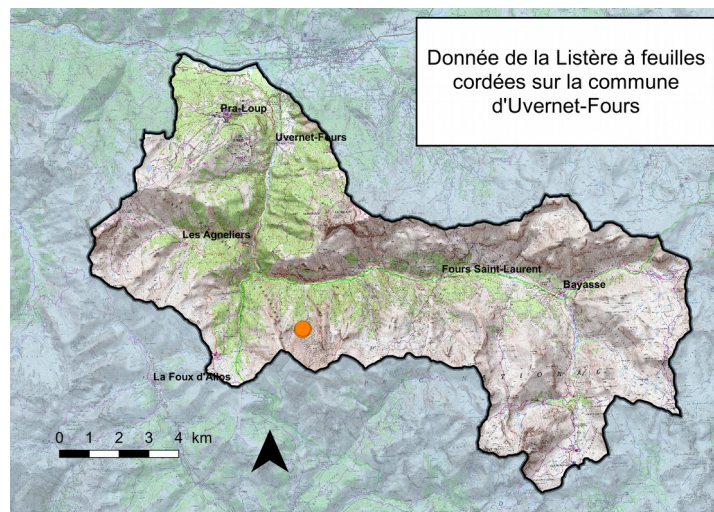 Donnée de la Listère à feuilles
cordées sur la commune
d'Uvernet-Fours
Pra-Loup
Uvernet-Fours
Les Agneliers
Fours Saint-Laurent
Bayasse
La Foux d'Allos
0 1 2 3 4 km